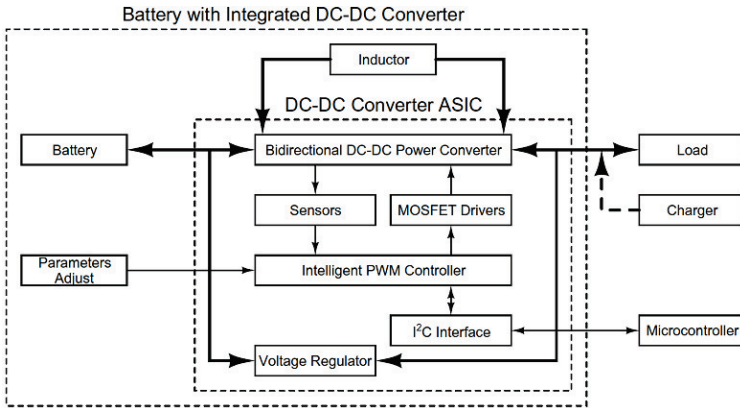 Battery with Integrated DC-DC Converter
Inductor
DC-DC Converter ASIC
Battery
Bidirectional DC-DC Power Converter
Load
Sensors
MOSFET Drivers
Charger
Parameters
Adjust
Intelligent PWM Controller
I²C Interface
Microcontroller
Voltage Regulator